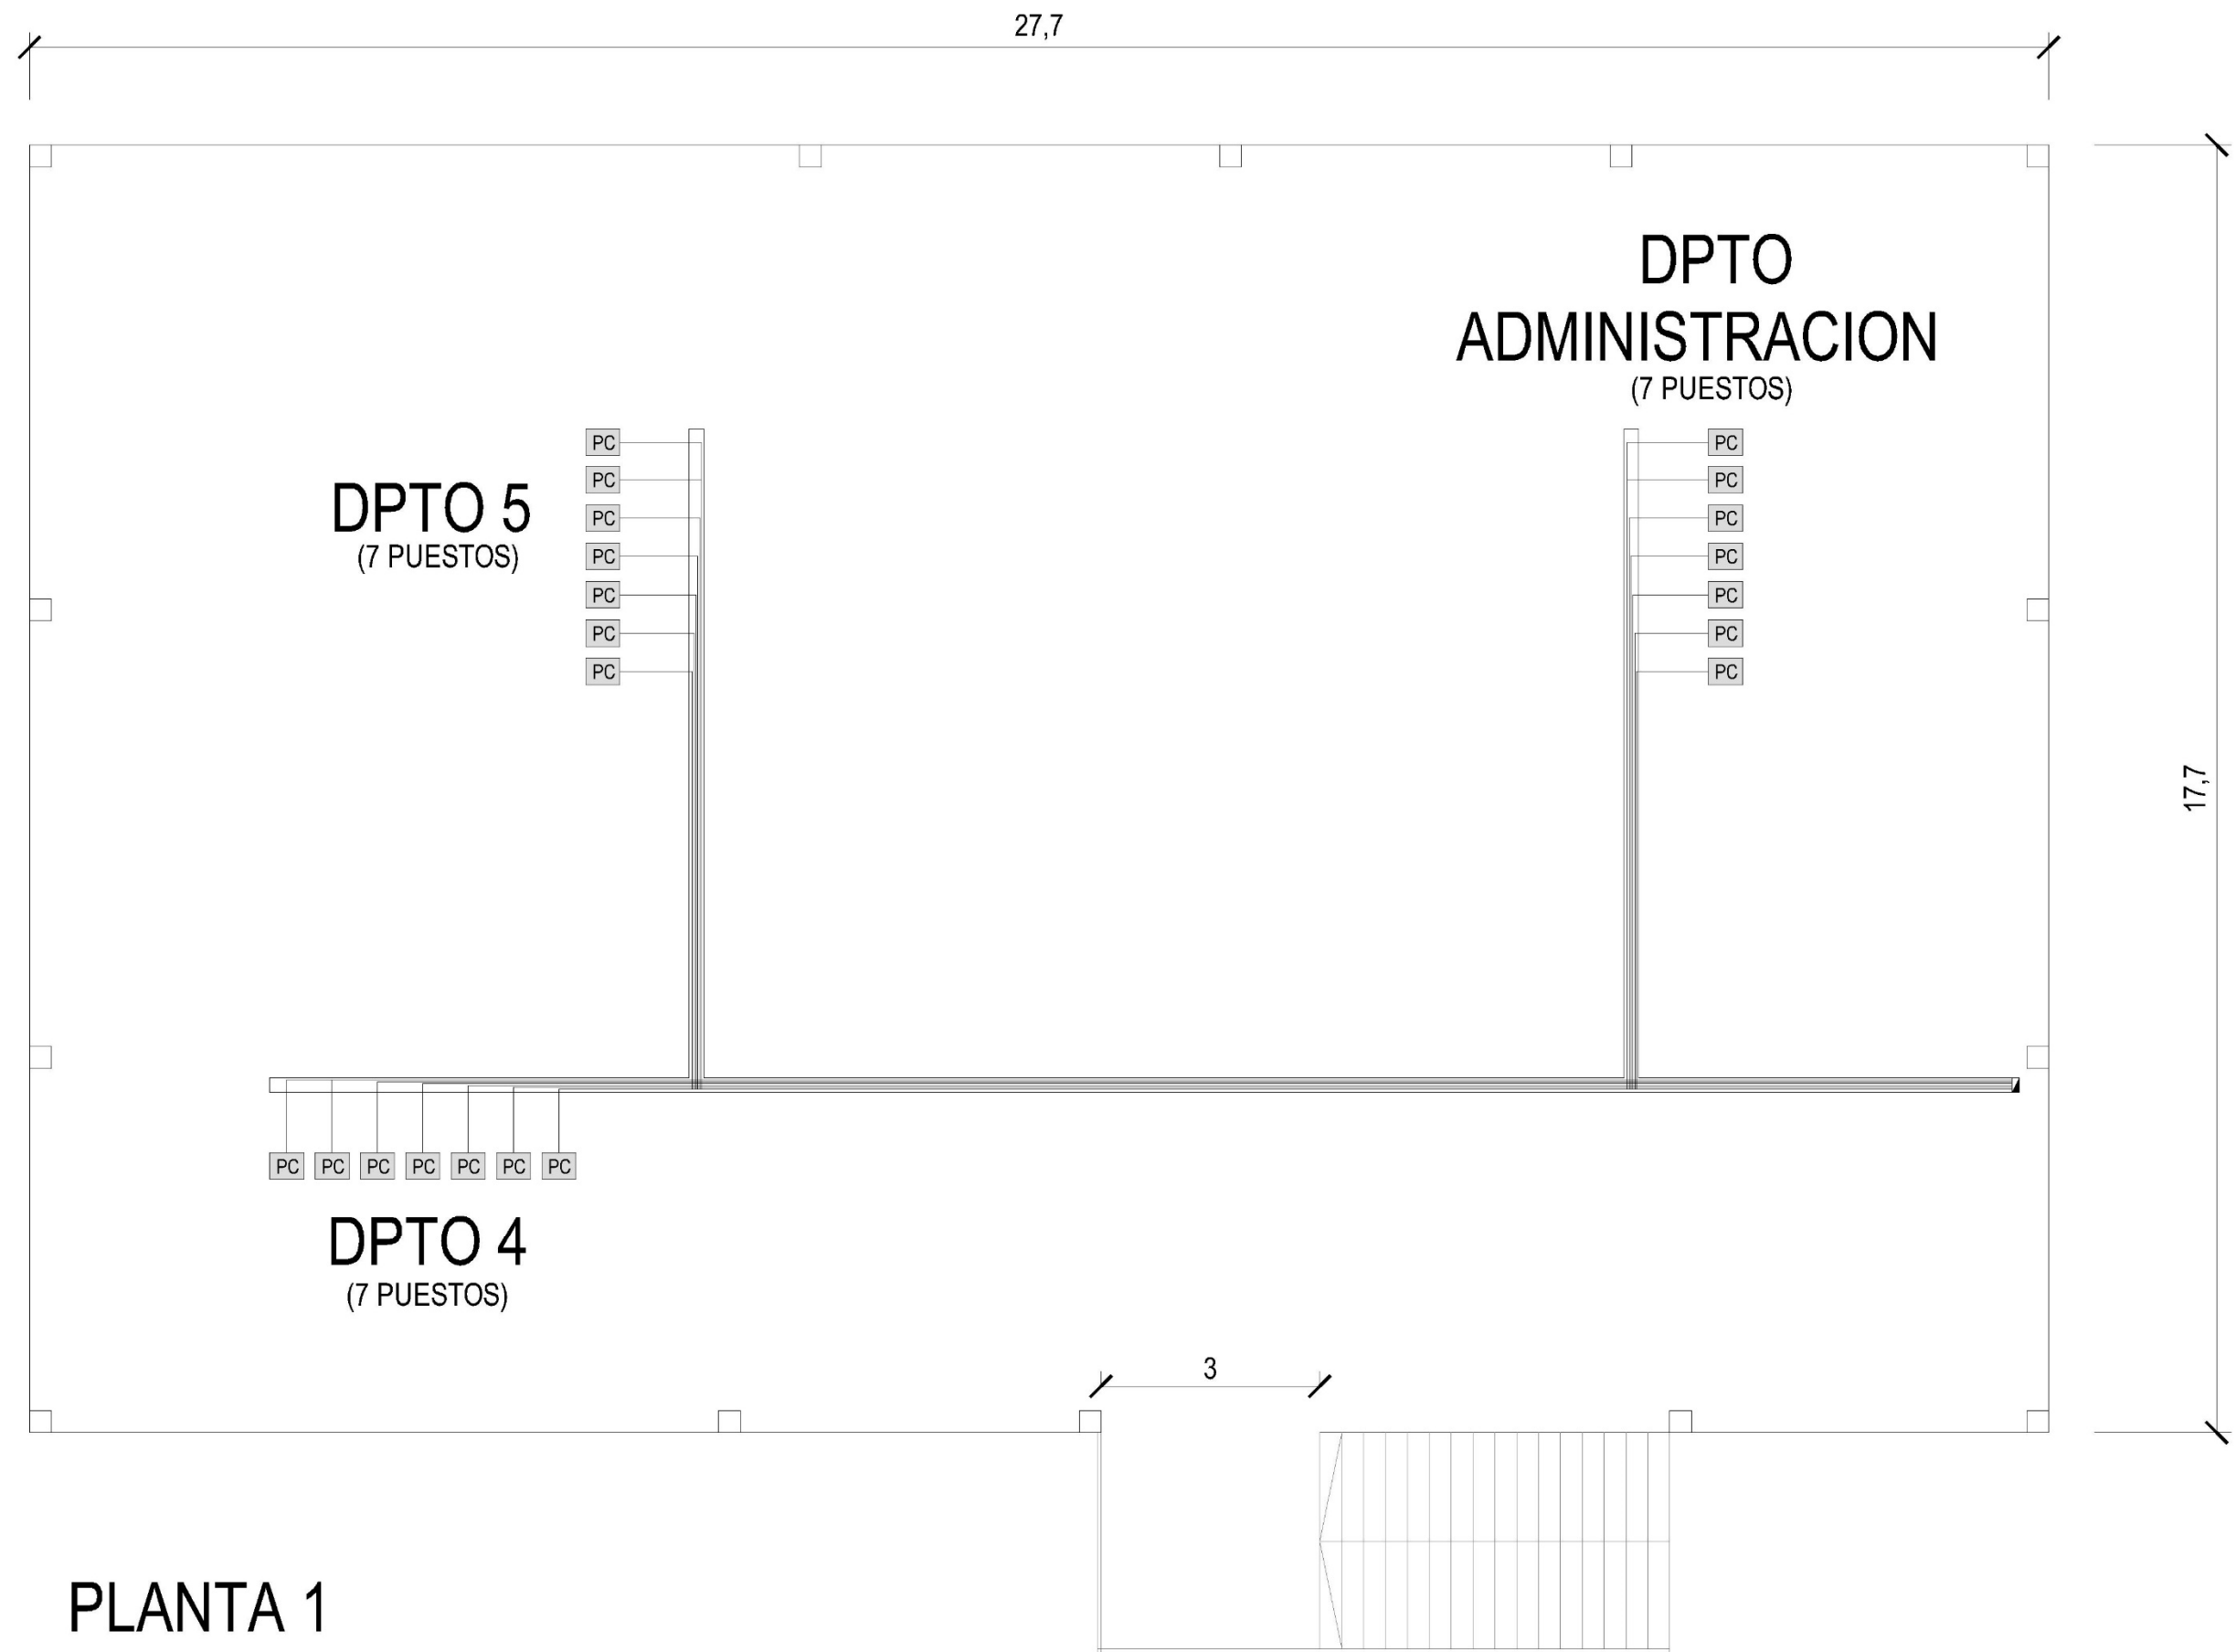 27,7
DPTO
ADMINISTRACION
(7 PUESTOS)
PC
PC
PC
PC
PC
PC
PC
DPTO 5
(7 PUESTOS)
PC
PC
PC
PC
PC
PC
PC
17,7
PC PC PC PC PC PC PC
DPTO 4
(7 PUESTOS)
3
PLANTA 1